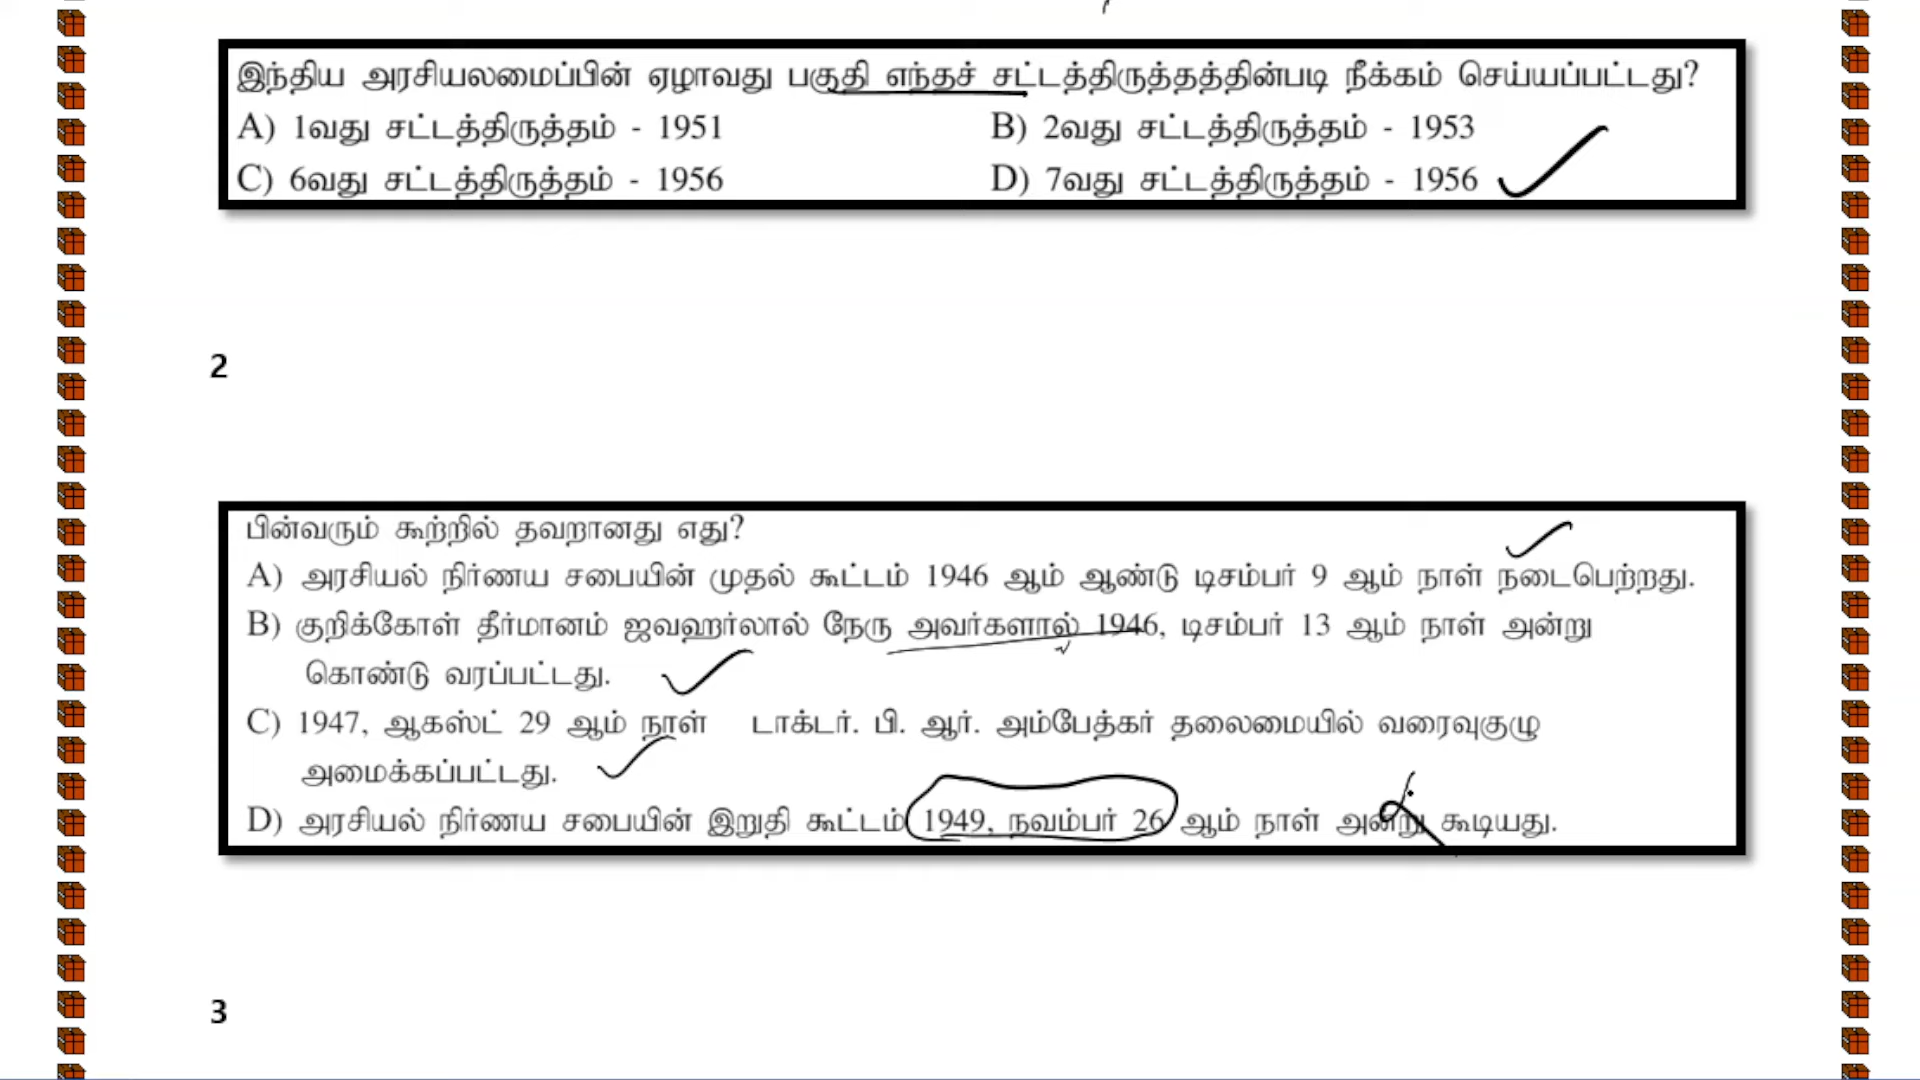 இந்திய அரசியலமைப்பின் ஏழாவது பகுதி எந்தச் சட்டத்திருத்தத்தின்படி நீக்கம் செய்யப்பட்டது?
A) 1வது சட்டத்திருத்தம் - 1951 B) 2வது சட்டத்திருத்தம் - 1953
C) 6வது சட்டத்திருத்தம் - 1956 D) 7வது சட்டத்திருத்தம் - 1956
2
பின்வரும் கூற்றில் தவறானது எது?
A) அரசியல் நிர்ணய சபையின் முதல் கூட்டம் 1946 ஆம் ஆண்டு டிசம்பர் 9 ஆம் நாள் நடைபெற்றது.
B) குறிக்கோள் தீர்மானம் ஜவஹர்லால் நேரு அவர்களால் 1946, டிசம்பர் 13 ஆம் நாள் அன்று
கொண்டு வரப்பட்டது.
C) 1947, ஆகஸ்ட் 29 ஆம் நாள் டாக்டர். பி. ஆர். அம்பேத்கர் தலைமையில் வரைவுகுழு
அமைக்கப்பட்டது.
D) அரசியல் நிர்ணய சபையின் இறுதி கூட்டம் 1949, நவம்பர் 26 ஆம் நாள் அன்று கூடியது.
3